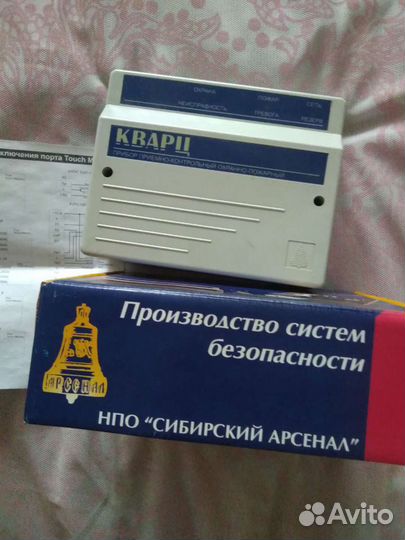 ОХРАНА ПОЖАР СЕТЬ
НЕИСПРАВНОСТЬ ТРЕВОГА РЕЗЕРВ
КВАРЦ
ПРИБОР ПРИЕМНО-КОНТРОЛЬНЫЙ ОХРАННО-ПОЖАРНЫЙ
ключения порта Touch M
Производство систем
безопасности
АРСЕНАЛ
НПО "СИБИРСКИЙ АРСЕНАЛ"
Avito